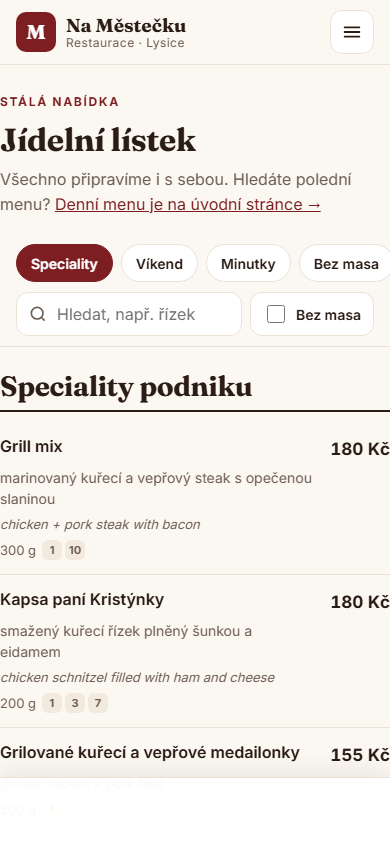 M
Na Městečku
Restaurace · Lysice
STÁLÁ NABÍDKA
Jídelní lístek
Všechno připravíme i s sebou. Hledáte polední
menu? Denní menu je na úvodní stránce →
Speciality
Víkend
Minutky
Bez masa
Hledat, např. řízek
Bez masa
Speciality podniku
Grill mix
180 Kč
marinovaný kuřecí a vepřový steak s opečenou
slaninou
chicken + pork steak with bacon
300 g 1 10
Kapsa paní Kristýnky
180 Kč
smažený kuřecí řízek plněný šunkou a
eidamem
chicken schnitzel filled with ham and cheese
200 g 1 3 7
Grilované kuřecí a vepřové medailonky
155 Kč
200 g 1